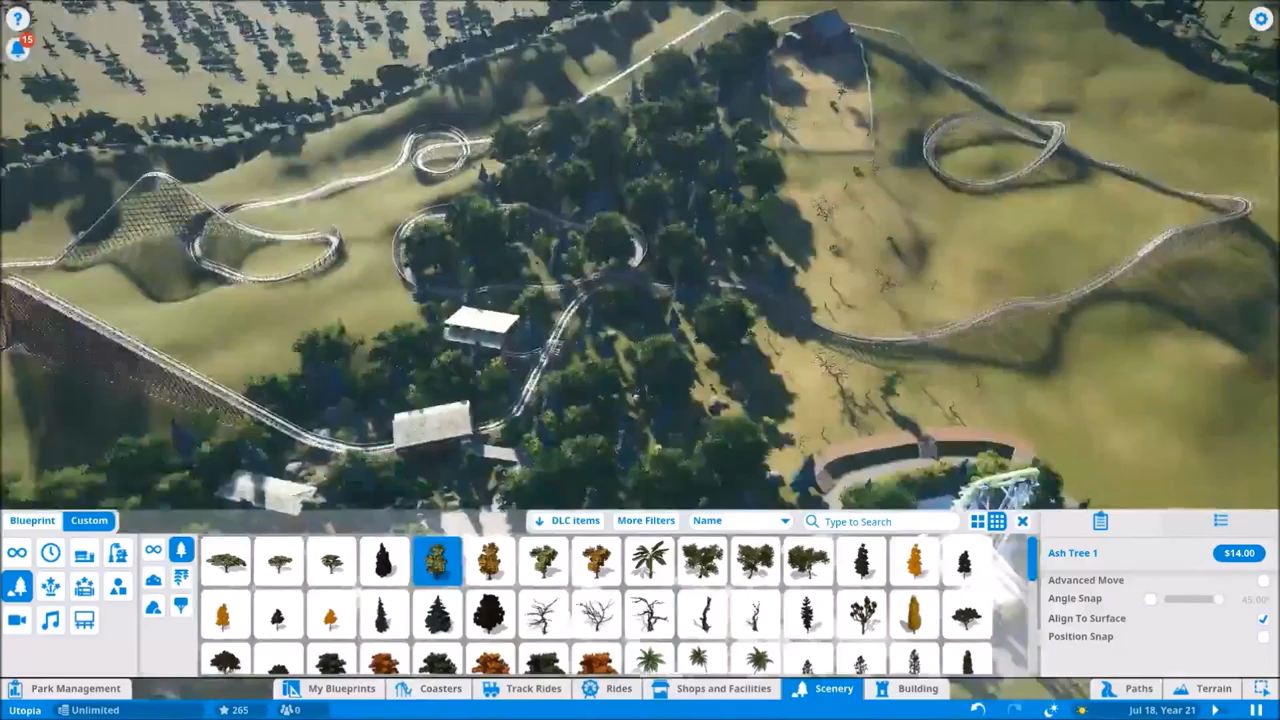 ?
15
Blueprint
Custom
DLC items
More Filters
Name
Type to Search
Ash Tree 1
$14.00
Advanced Move
Angle Snap
45.00°
Align To Surface
Position Snap
Park Management
My Blueprints
Coasters
Track Rides
Rides
Shops and Facilities
Scenery
Building
Paths
Terrain
Utopia
Unlimited
265
0
Jul 18, Year 21